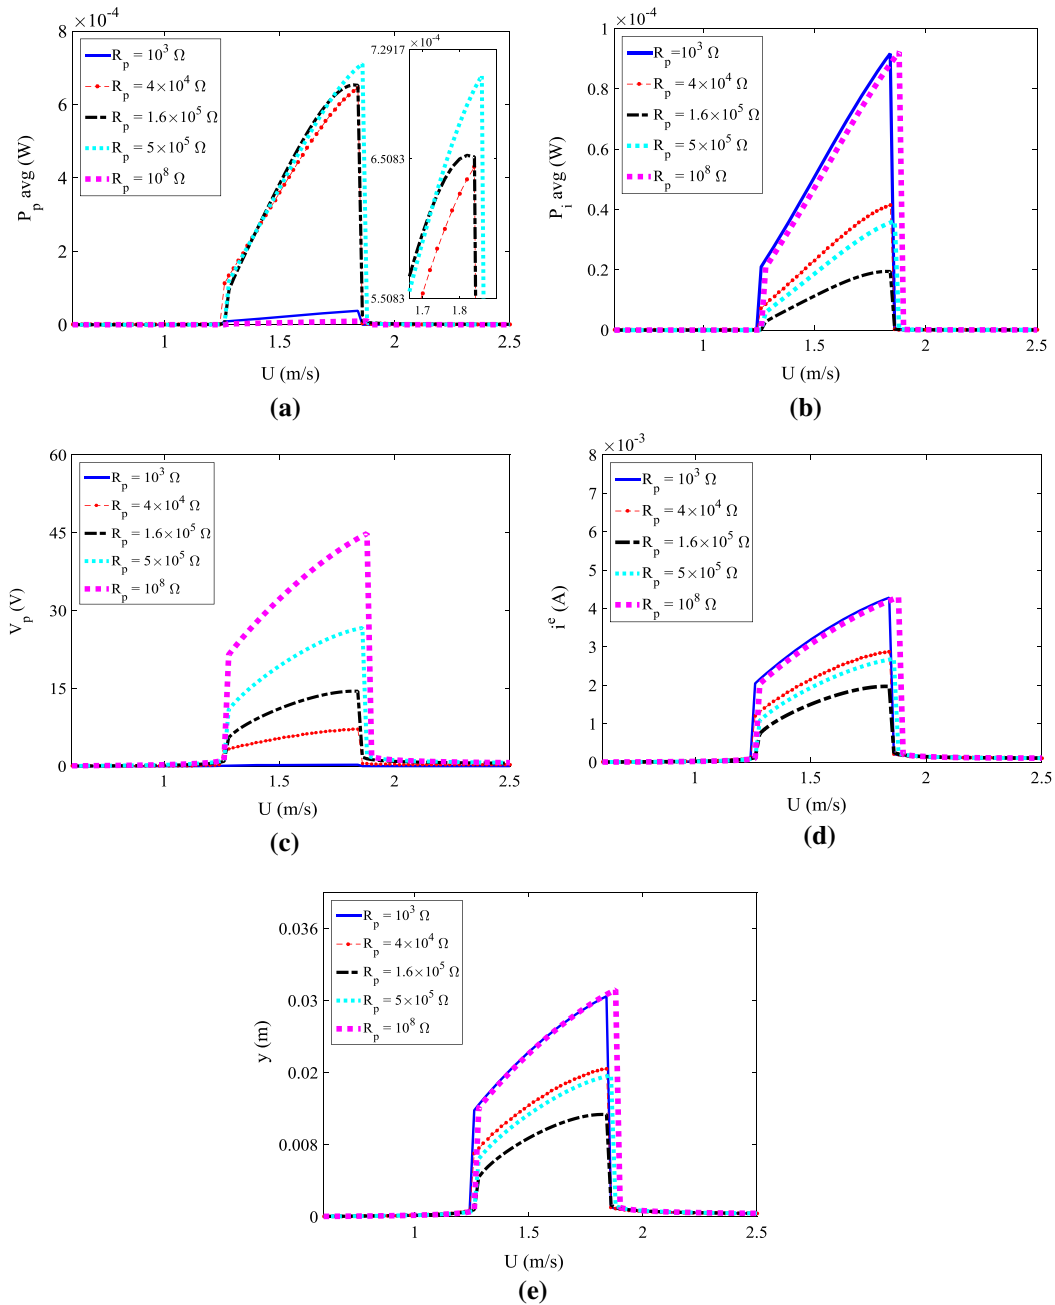 ×10⁻⁴
8
6
4
2
0
P_p avg (W)
R_p = 10³ Ω
R_p = 4×10⁴ Ω
R_p = 1.6×10⁵ Ω
R_p = 5×10⁵ Ω
R_p = 10⁸ Ω
7.2917 ×10⁻⁴
6.5083
5.5083
1.7 1.8
1 1.5 2 2.5
U (m/s)
(a)
×10⁻⁴
1
0.8
0.6
0.4
0.2
0
P_i avg (W)
R_p =10³ Ω
R_p = 4×10⁴ Ω
R_p = 1.6×10⁵ Ω
R_p = 5×10⁵ Ω
R_p = 10⁸ Ω
1 1.5 2 2.5
U (m/s)
(b)
60
45
30
15
0
V_p (V)
R_p = 10³ Ω
R_p = 4×10⁴ Ω
R_p = 1.6×10⁵ Ω
R_p = 5×10⁵ Ω
R_p = 10⁸ Ω
1 1.5 2 2.5
U (m/s)
(c)
×10⁻³
8
7
6
5
4
3
2
1
0
iᵉ (A)
R_p = 10³ Ω
R_p = 4×10⁴ Ω
R_p = 1.6×10⁵ Ω
R_p = 5×10⁵ Ω
R_p = 10⁸ Ω
1 1.5 2 2.5
U (m/s)
(d)
0.036
0.03
0.02
0.008
0
y (m)
R_p = 10³ Ω
R_p = 4×10⁴ Ω
R_p = 1.6×10⁵ Ω
R_p = 5×10⁵ Ω
R_p = 10⁸ Ω
1 1.5 2 2.5
U (m/s)
(e)